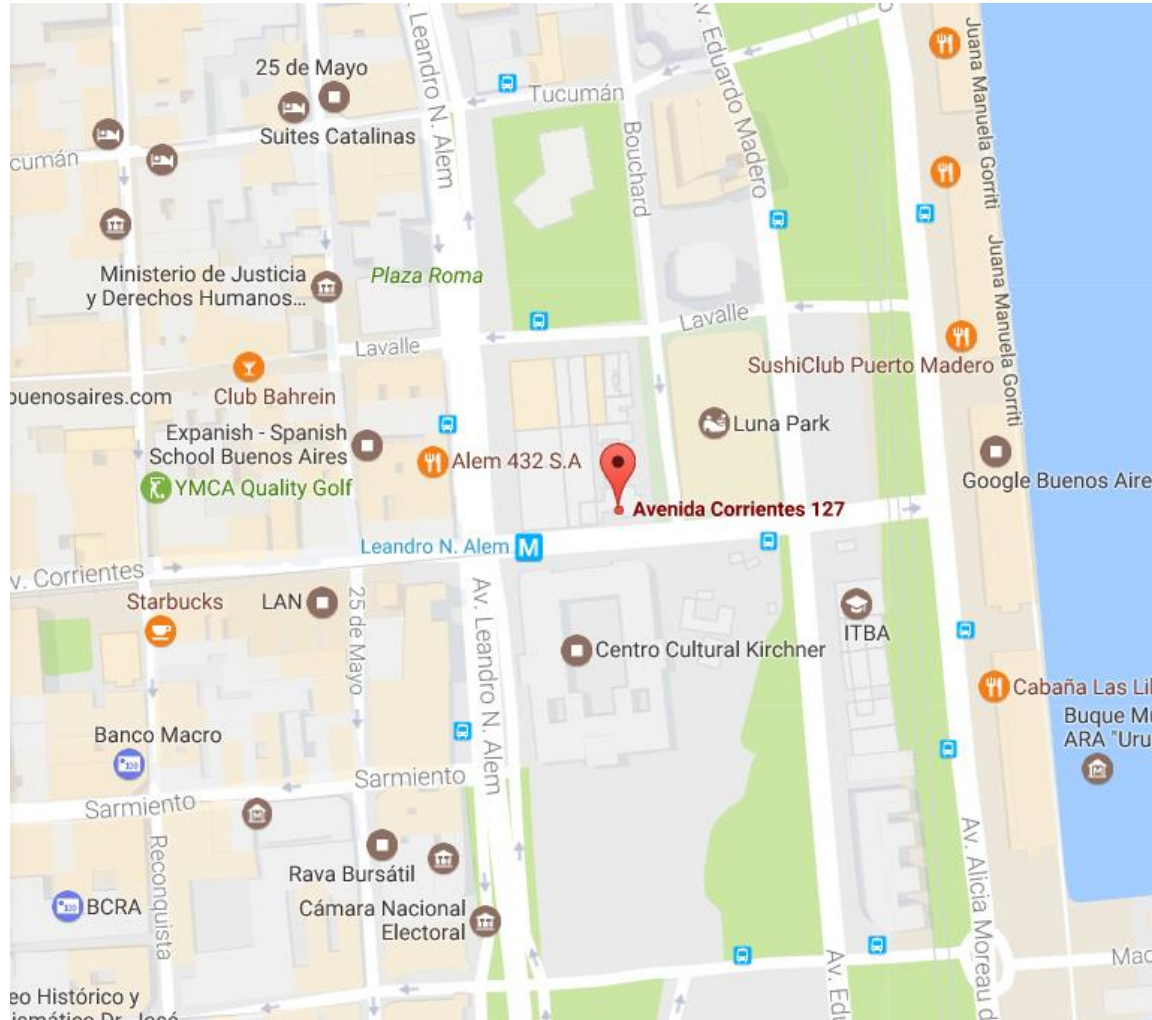 25 de Mayo
Suites Catalinas
Leandro N. Alem
Tucumán
Av. Eduardo Madero
Bouchard
Juana Manuela Gorriti
cumán
Ministerio de Justicia
y Derechos Humanos...
Plaza Roma
Juana Manuela Gorriti
Lavalle
Lavalle
SushiClub Puerto Madero
buenosaires.com
Club Bahrein
Expanish - Spanish
School Buenos Aires
Alem 432 S.A
Luna Park
YMCA Quality Golf
Google Buenos Aire
Avenida Corrientes 127
Leandro N. Alem
M
v. Corrientes
Starbucks
LAN
25 de Mayo
Av. Leandro N. Alem
Centro Cultural Kirchner
ITBA
Cabaña Las Lil
Buque Mu
ARA "Uru
Banco Macro
Sarmiento
Sarmiento
Reconquista
Rava Bursátil
Cámara Nacional
Electoral
BCRA
Av. Alicia Moreau d
Av. Edu
Mac
eo Histórico y
ismático Dr. José